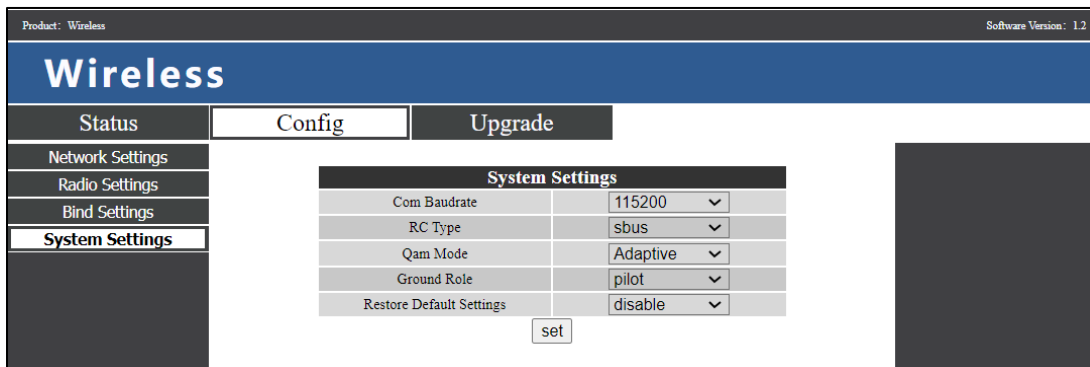 Product: Wireless
Software Version: 1.2
Wireless
Status Config Upgrade
Network Settings
Radio Settings
Bind Settings
System Settings
System Settings
Com Baudrate 115200
RC Type sbus
Qam Mode Adaptive
Ground Role pilot
Restore Default Settings disable
set